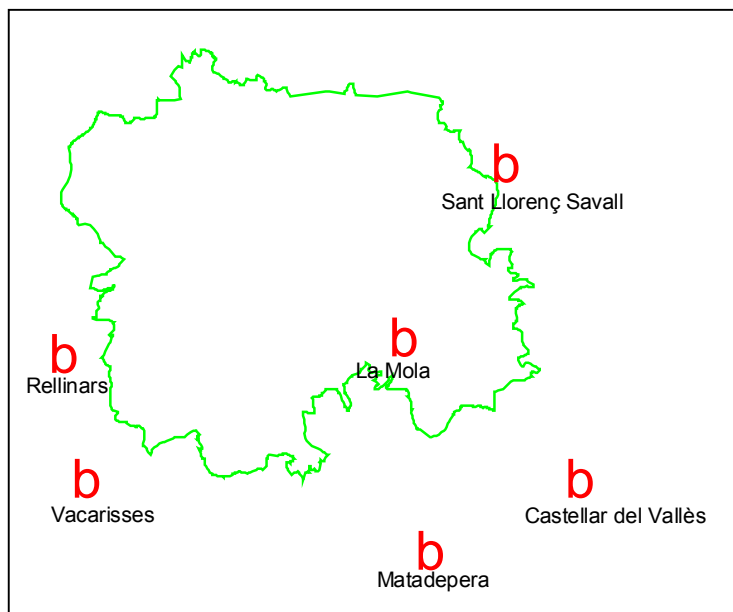 b
Sant Llorenç Savall
b
La Mola
b
Rellinars
b
Vacarisses
b
Castellar del Vallès
b
Matadepera